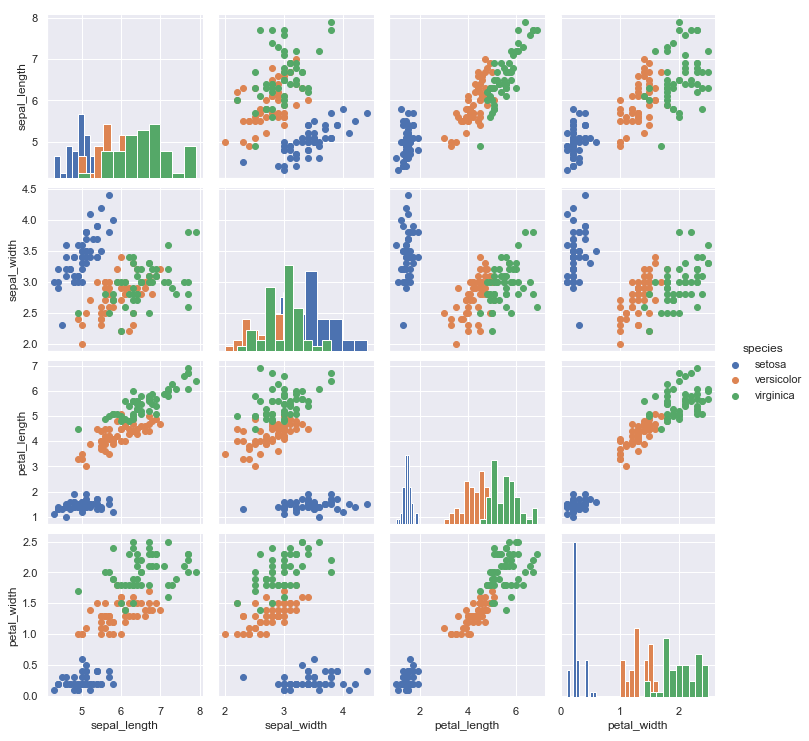 8
7
6
5
sepal_length
4.5
4.0
3.5
3.0
2.5
2.0
sepal_width
species
setosa
versicolor
virginica
7
6
5
4
3
2
1
petal_length
2.5
2.0
1.5
1.0
0.5
0.0
petal_width
5 6 7 8
2 3 4
2 4 6
0 1 2
sepal_length
sepal_width
petal_length
petal_width